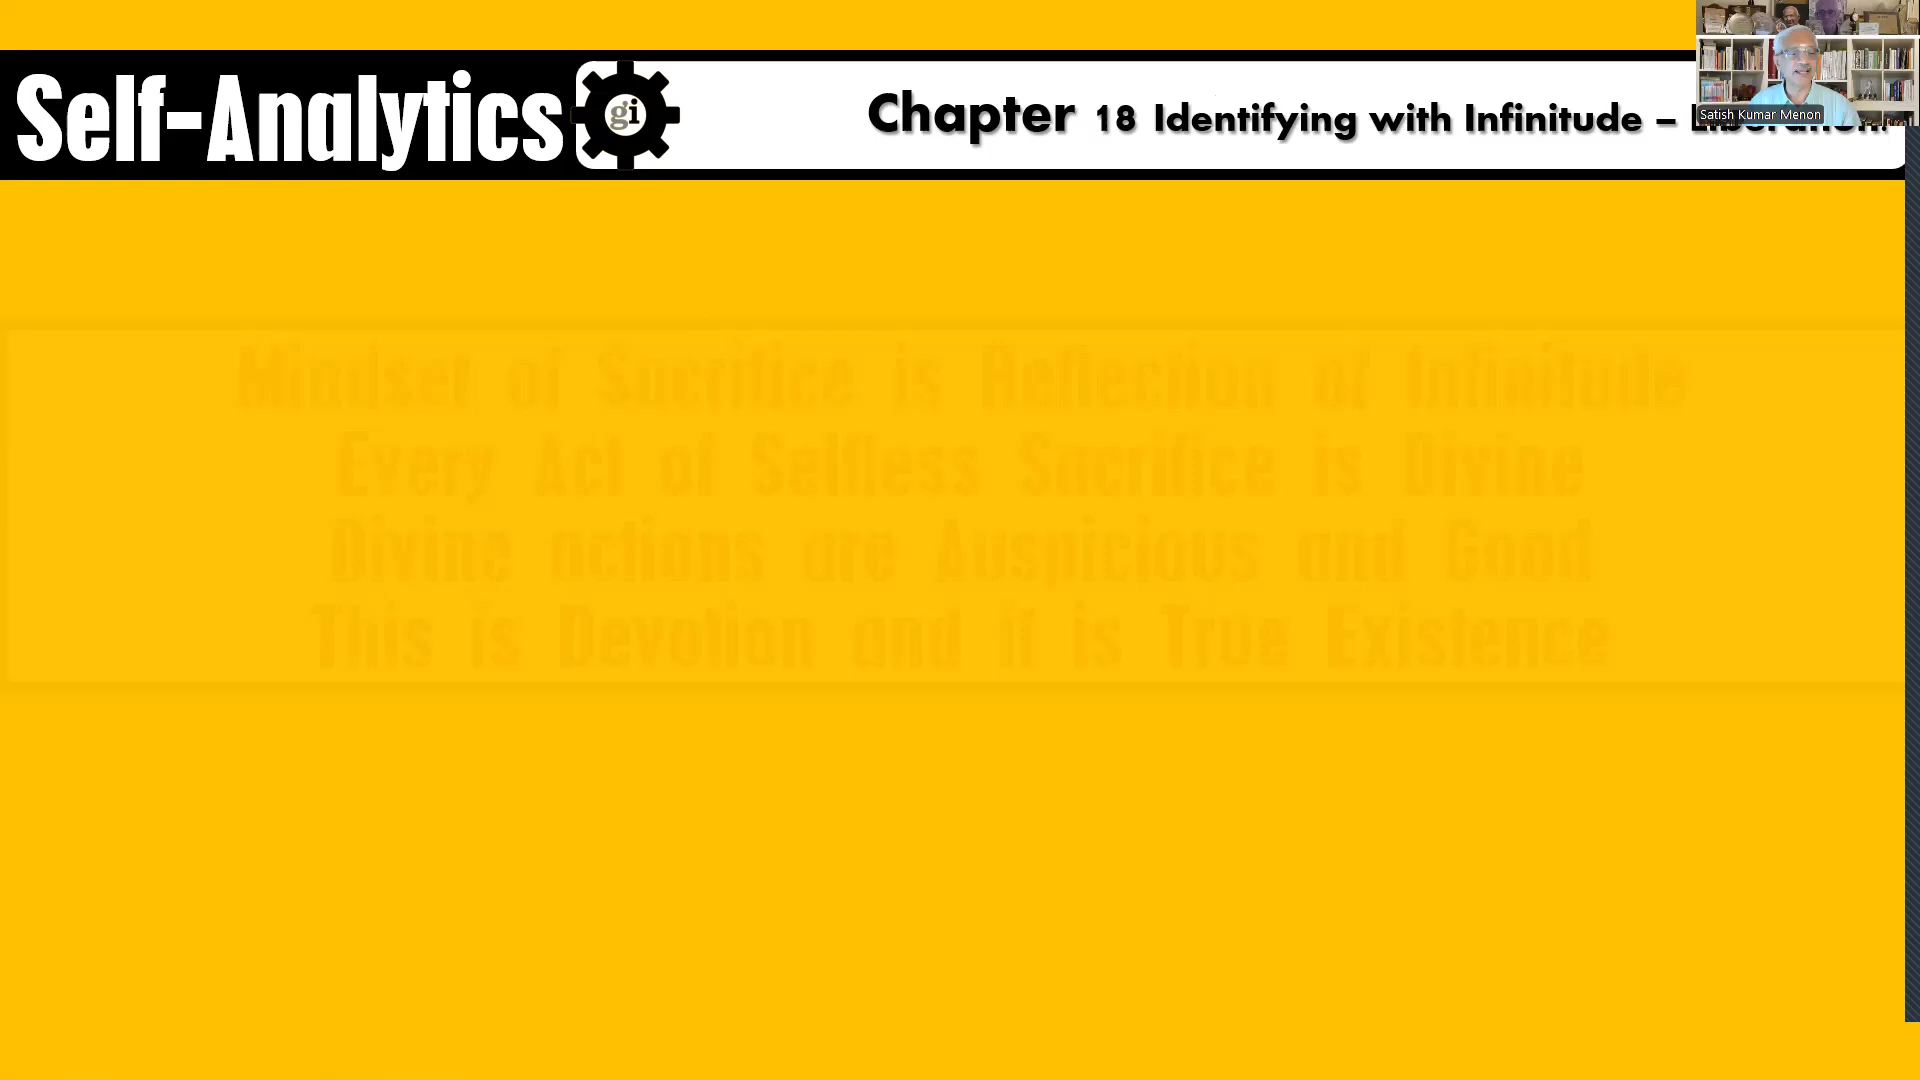 Self-Analytics
gi
Chapter 18 Identifying with Infinitude –
Satish Kumar Menon
Mindset of Sacrifice is Reflection of Infinitude
Every Act of Selfless Sacrifice is Divine
Divine actions are Auspicious and Good
This is Devotion and it is True Existence